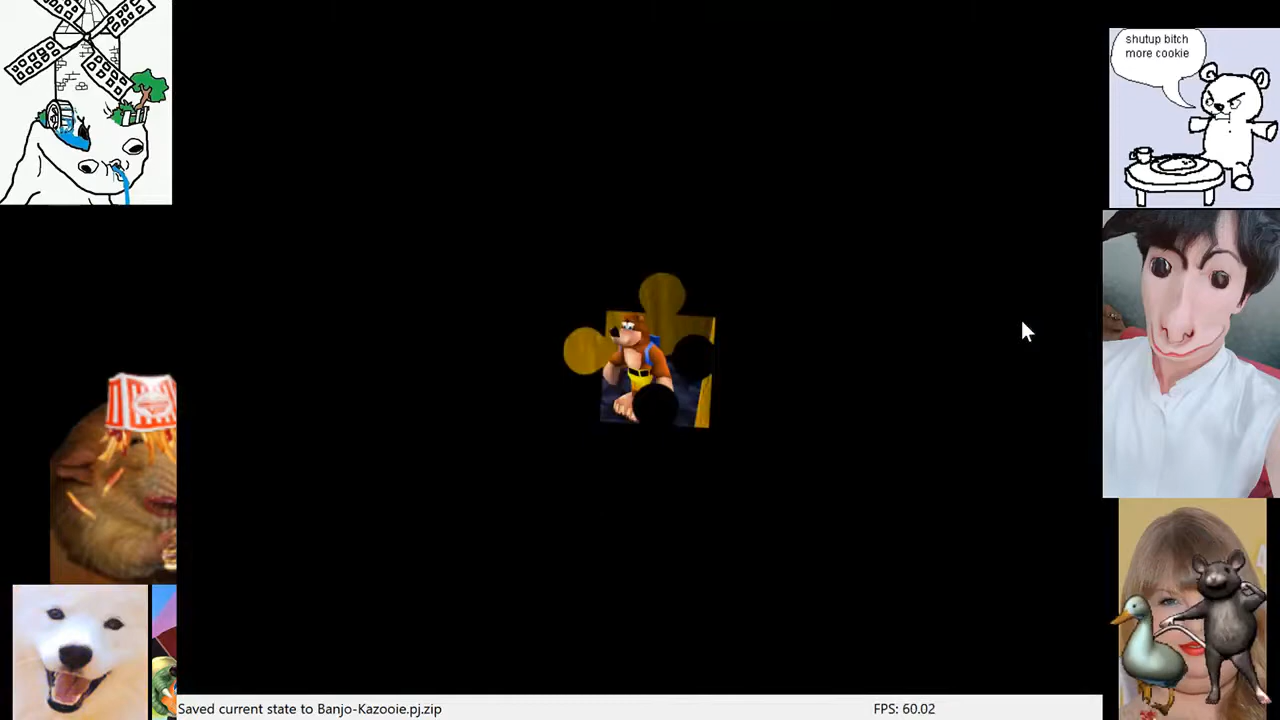 shutup bitch
more cookie
Saved current state to Banjo-Kazooie.pj.zip
FPS: 60.02